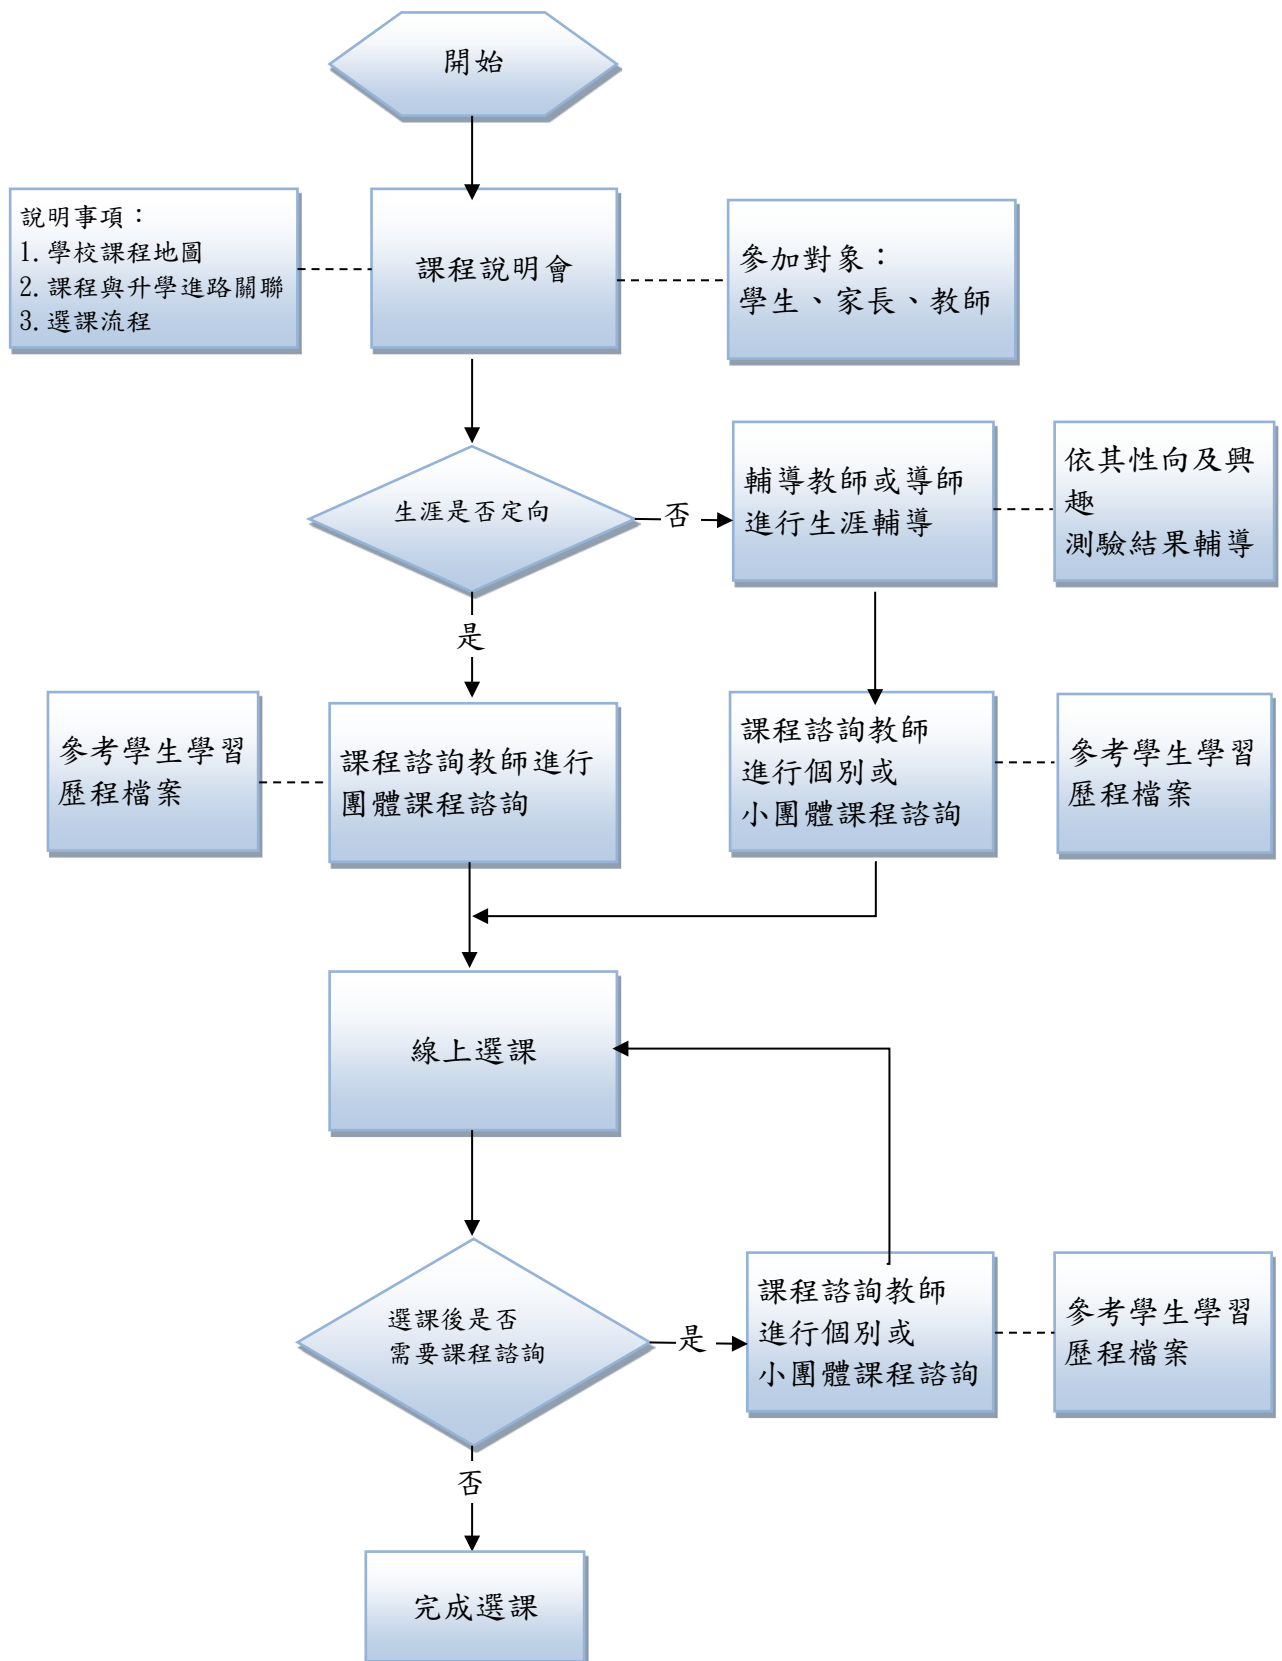 開始
說明事項：
1.學校課程地圖
2.課程與升學進路關聯
3.選課流程
課程說明會
參加對象：
學生、家長、教師
生涯是否定向
否
輔導教師或導師
進行生涯輔導
依其性向及興
趣
測驗結果輔導
是
參考學生學習
歷程檔案
課程諮詢教師進行
團體課程諮詢
課程諮詢教師
進行個別或
小團體課程諮詢
參考學生學習
歷程檔案
線上選課
選課後是否
需要課程諮詢
是
課程諮詢教師
進行個別或
小團體課程諮詢
參考學生學習
歷程檔案
否
完成選課